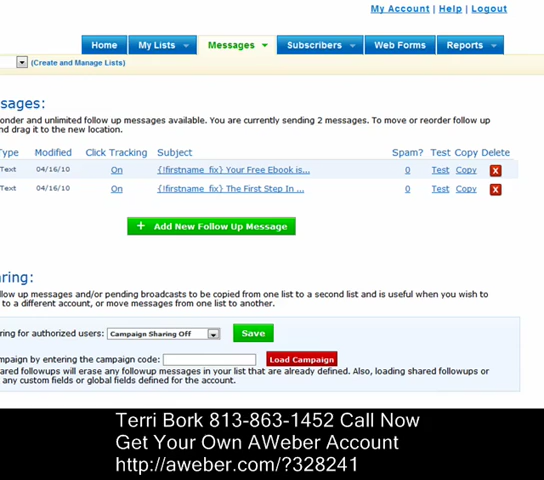 My Account | Help | Logout
Home My Lists Messages Subscribers Web Forms Reports
(Create and Manage Lists)
sages:
onder and unlimited follow up messages available. You are currently sending 2 messages. To move or reorder follow up
nd drag it to the new location.
Type Modified Click Tracking Subject Spam? Test Copy Delete
Text 04/16/10 On {!firstname_fix} Your Free Ebook is... 0 Test Copy X
Text 04/16/10 On {!firstname_fix} The First Step In ... 0 Test Copy X
+ Add New Follow Up Message
ring:
llow up messages and/or pending broadcasts to be copied from one list to a second list and is useful when you wish to
to a different account, or move messages from one list to another.
ring for authorized users: Campaign Sharing Off Save
mpaign by entering the campaign code: Load Campaign
ared followups will erase any followup messages in your list that are already defined. Also, loading shared followups or
any custom fields or global fields defined for the account.
Terri Bork 813-863-1452 Call Now
Get Your Own AWeber Account
http://aweber.com/?328241